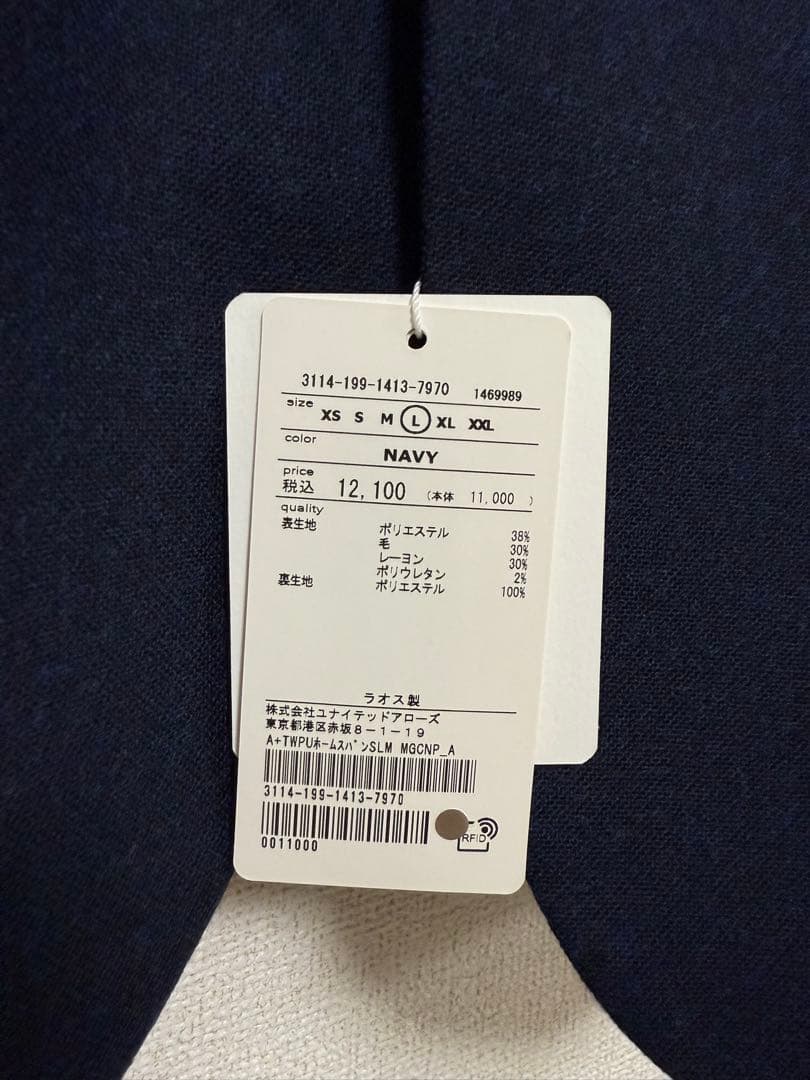 3114-199-1413-7970 1469989
size XS S M L XL XXL
color
NAVY
price
税込 12,100 (本体 11,000 )
quality
表生地 ポリエステル 38%
毛 30%
レーヨン 30%
ポリウレタン 2%
裏生地 ポリエステル 100%
ラオス製
株式会社ユナイテッドアローズ
東京都港区赤坂8-1-19
A+TWPUホームスパンSLM MGCNP_A
3114-199-1413-7970
0011000
RFID